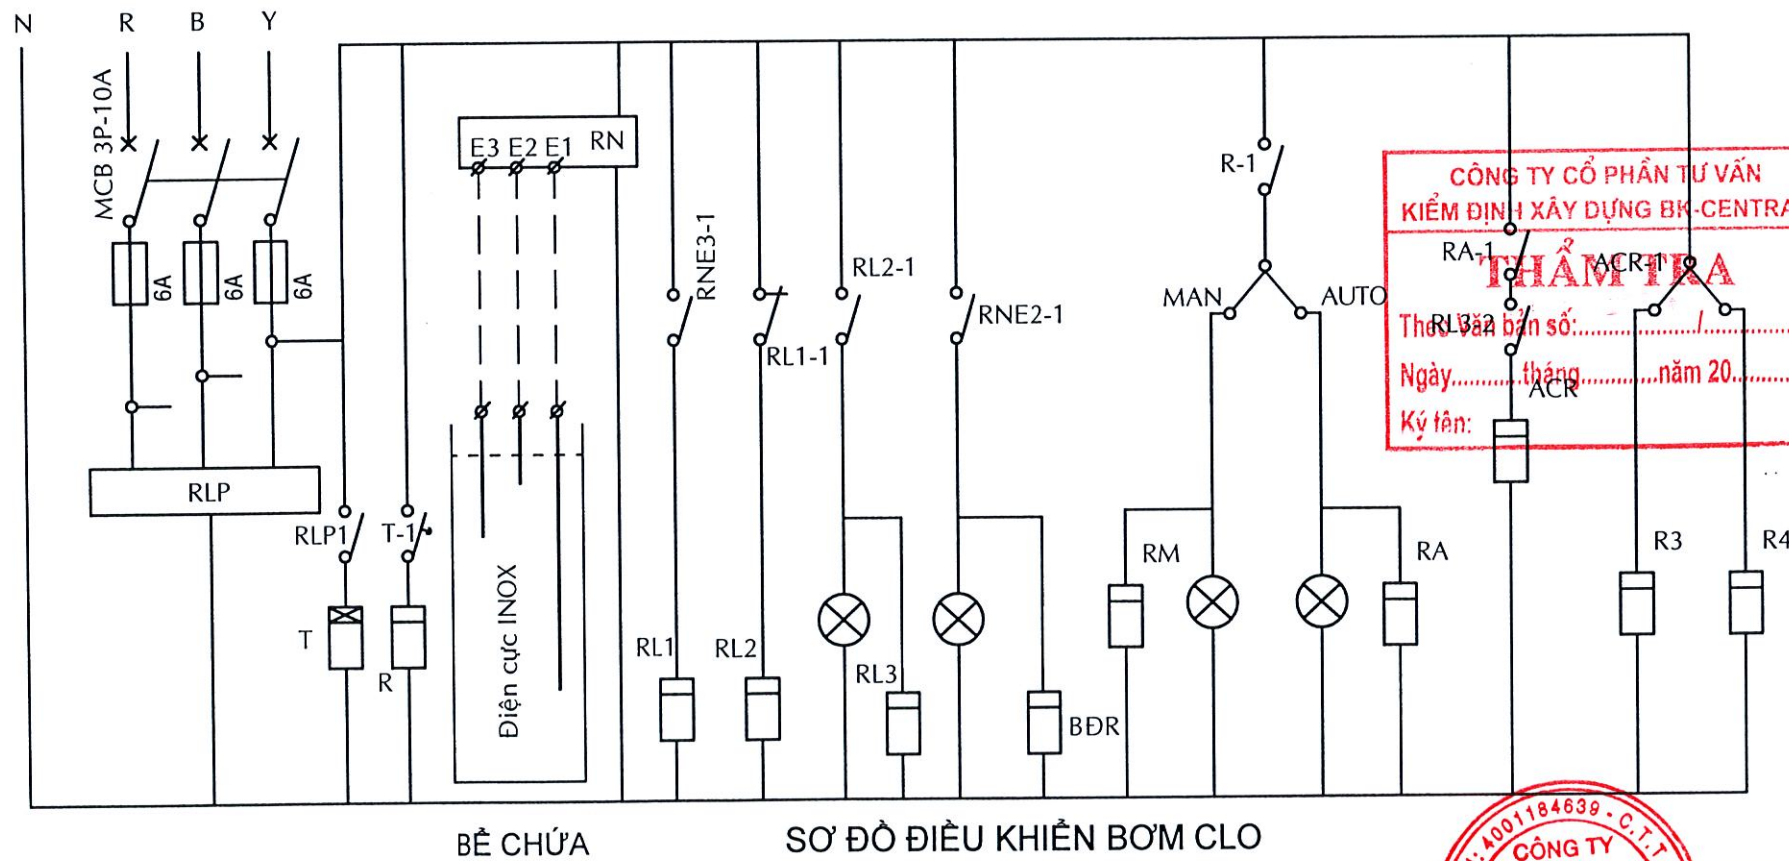 N R B Y
MCB 3P-10A
6A 6A 6A
RLP
RLP1
T-1
T
R
E3 E2 E1 RN
Điện cực INOX
RNE3-1
RL1-1
RL2-1
RNE2-1
RL1
RL2
RL3
BĐR
R-1
MAN
AUTO
RM
RA
RA-1
RL3-2
ACR
ACR-1
R3
R4
CÔNG TY CỔ PHẦN TƯ VẤN
KIỂM ĐỊNH XÂY DỰNG BK-CENTRA
THẨM TRA
Theo Văn bản số:............../............
Ngày...........tháng............năm 20.........
Ký tên:
BỂ CHỨA
SƠ ĐỒ ĐIỀU KHIỂN BƠM CLO
4001184639 - C.T.
CÔNG TY